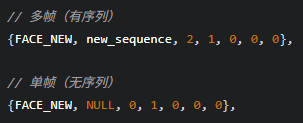 // 多帧（有序列）
{FACE_NEW, new_sequence, 2, 1, 0, 0, 0},
// 单帧（无序列）
{FACE_NEW, NULL, 0, 1, 0, 0, 0},